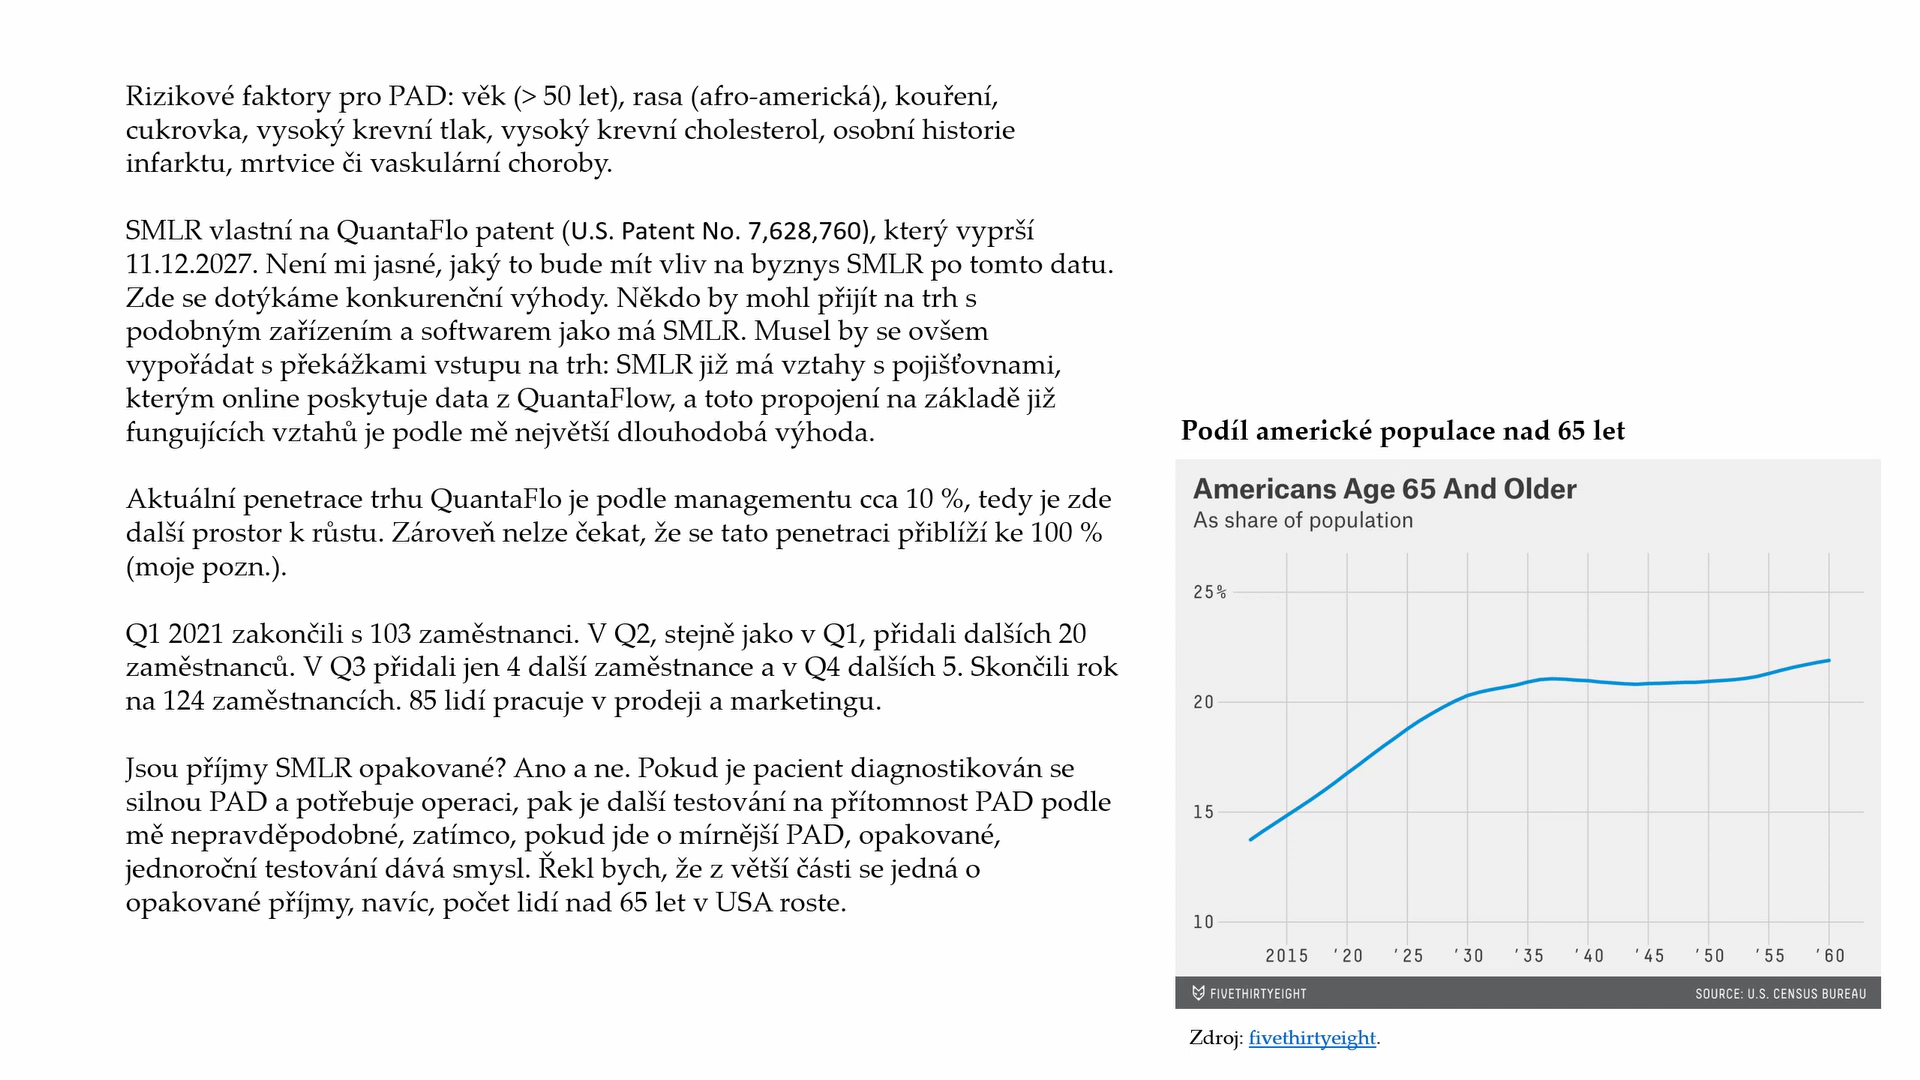 Rizikové faktory pro PAD: věk (> 50 let), rasa (afro-americká), kouření,
cukrovka, vysoký krevní tlak, vysoký krevní cholesterol, osobní historie
infarktu, mrtvice či vaskulární choroby.
SMLR vlastní na QuantaFlo patent (U.S. Patent No. 7,628,760), který vyprší
11.12.2027. Není mi jasné, jaký to bude mít vliv na byznys SMLR po tomto datu.
Zde se dotýkáme konkurenční výhody. Někdo by mohl přijít na trh s
podobným zařízením a softwarem jako má SMLR. Musel by se ovšem
vypořádat s překážkami vstupu na trh: SMLR již má vztahy s pojišťovnami,
kterým online poskytuje data z QuantaFlow, a toto propojení na základě již
fungujících vztahů je podle mě největší dlouhodobá výhoda.
Aktuální penetrace trhu QuantaFlo je podle managementu cca 10 %, tedy je zde
další prostor k růstu. Zároveň nelze čekat, že se tato penetraci přiblíží ke 100 %
(moje pozn.).
Q1 2021 zakončili s 103 zaměstnanci. V Q2, stejně jako v Q1, přidali dalších 20
zaměstnanců. V Q3 přidali jen 4 další zaměstnance a v Q4 dalších 5. Skončili rok
na 124 zaměstnancích. 85 lidí pracuje v prodeji a marketingu.
Jsou příjmy SMLR opakované? Ano a ne. Pokud je pacient diagnostikován se
silnou PAD a potřebuje operaci, pak je další testování na přítomnost PAD podle
mě nepravděpodobné, zatímco, pokud jde o mírnější PAD, opakované,
jednoroční testování dává smysl. Řekl bych, že z větší části se jedná o
opakované příjmy, navíc, počet lidí nad 65 let v USA roste.
Podíl americké populace nad 65 let
Americans Age 65 And Older
As share of population
25%
20
15
10
2015 '20 '25 '30 '35 '40 '45 '50 '55 '60
FIVETHIRTYEIGHT SOURCE: U.S. CENSUS BUREAU
Zdroj: fivethirtyeight.